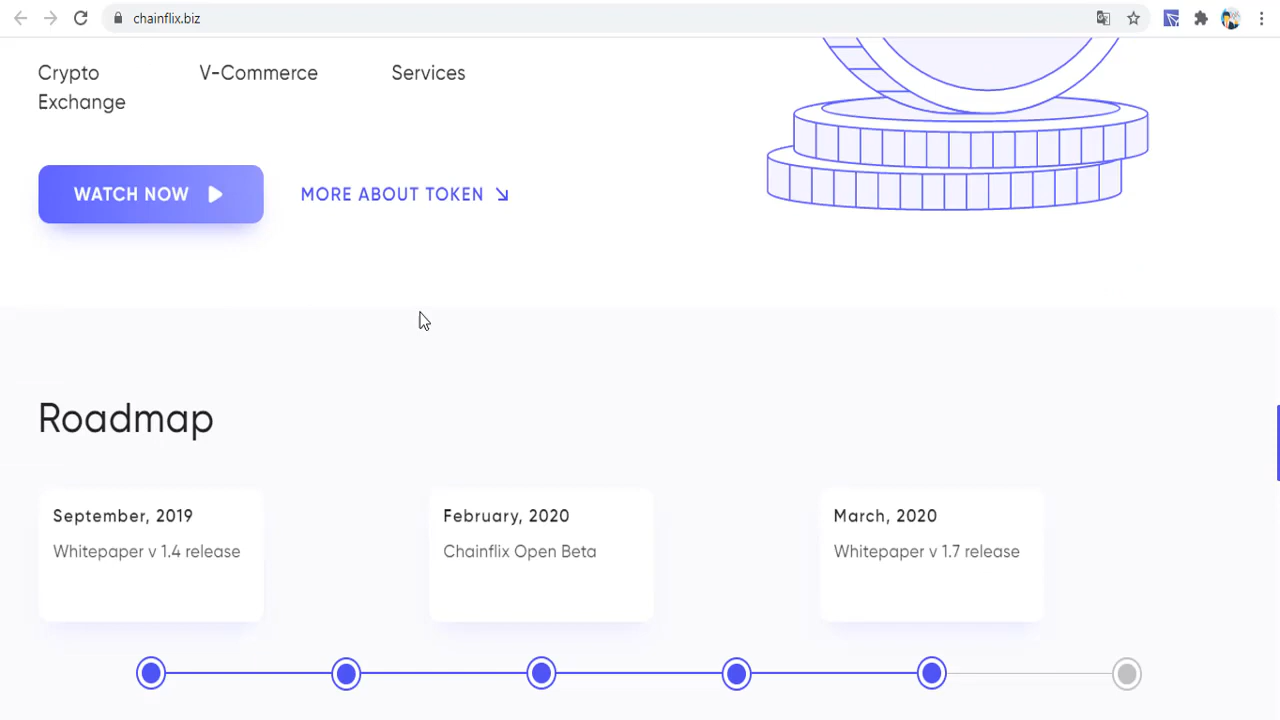 chainflix.biz
Crypto Exchange
V-Commerce
Services
WATCH NOW
MORE ABOUT TOKEN
Roadmap
September, 2019
Whitepaper v 1.4 release
February, 2020
Chainflix Open Beta
March, 2020
Whitepaper v 1.7 release